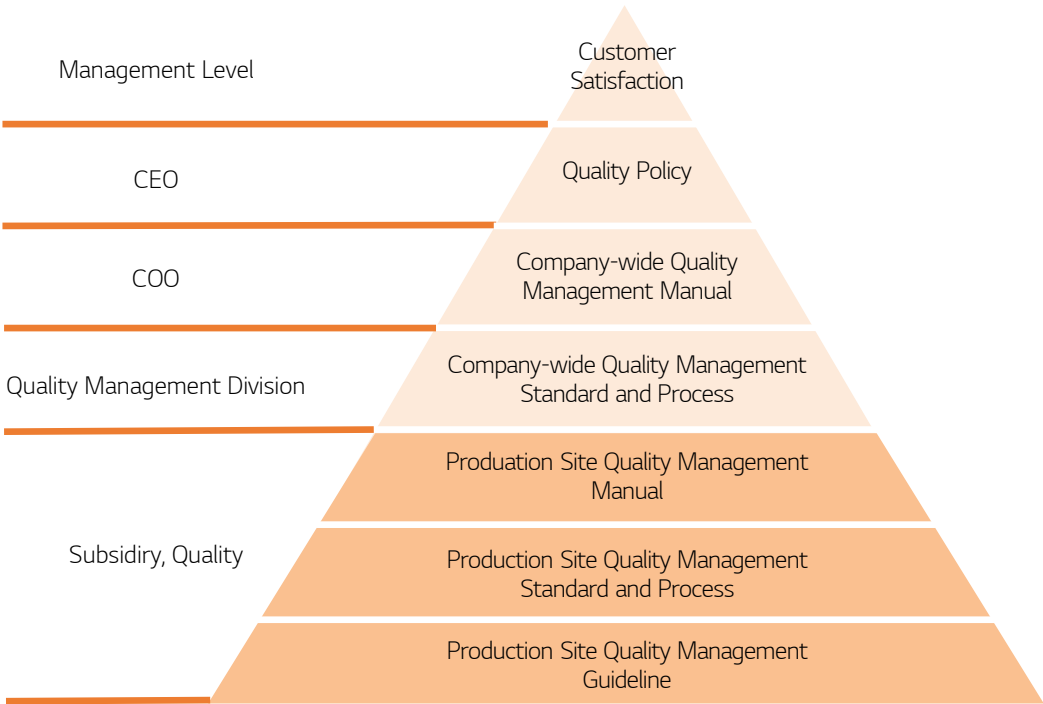 Management Level
Customer
Satisfaction
CEO
Quality Policy
COO
Company-wide Quality
Management Manual
Quality Management Division
Company-wide Quality Management
Standard and Process
Subsidiry, Quality
Produation Site Quality Management
Manual
Production Site Quality Management
Standard and Process
Production Site Quality Management
Guideline